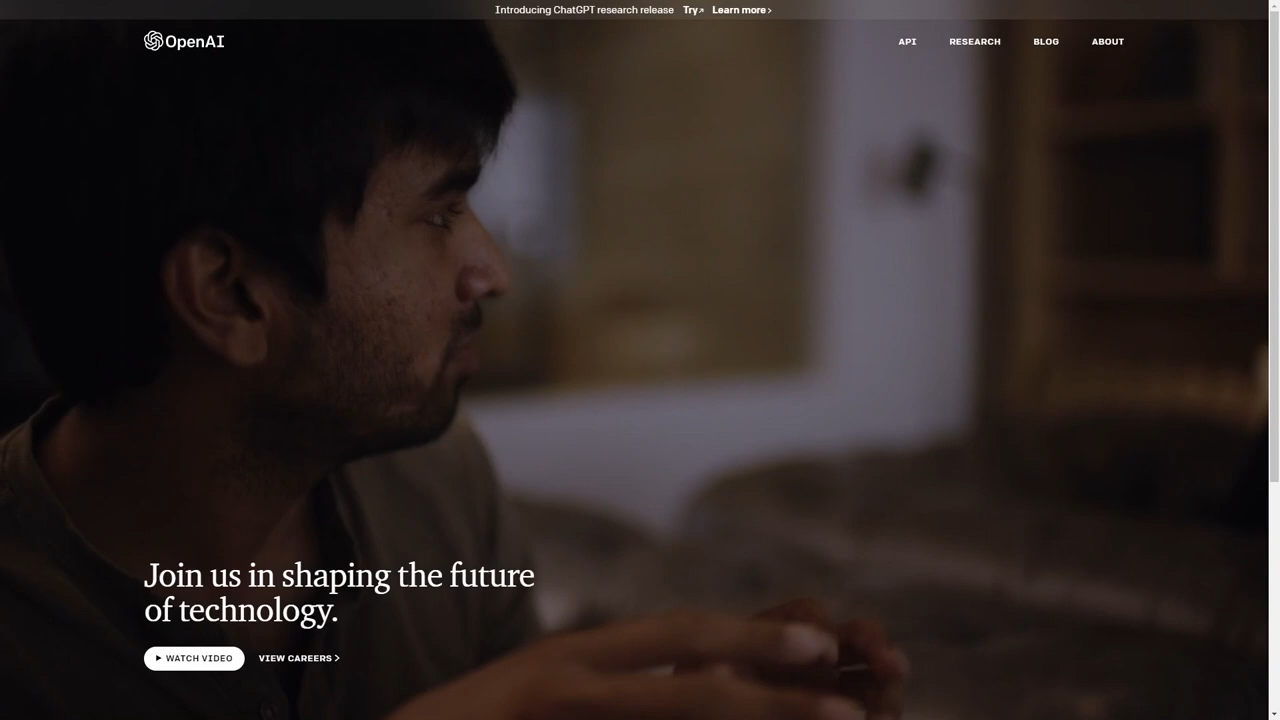 Introducing ChatGPT research release Try↗ Learn more›
OpenAI
API RESEARCH BLOG ABOUT
Join us in shaping the future
of technology.
▶ WATCH VIDEO VIEW CAREERS ›